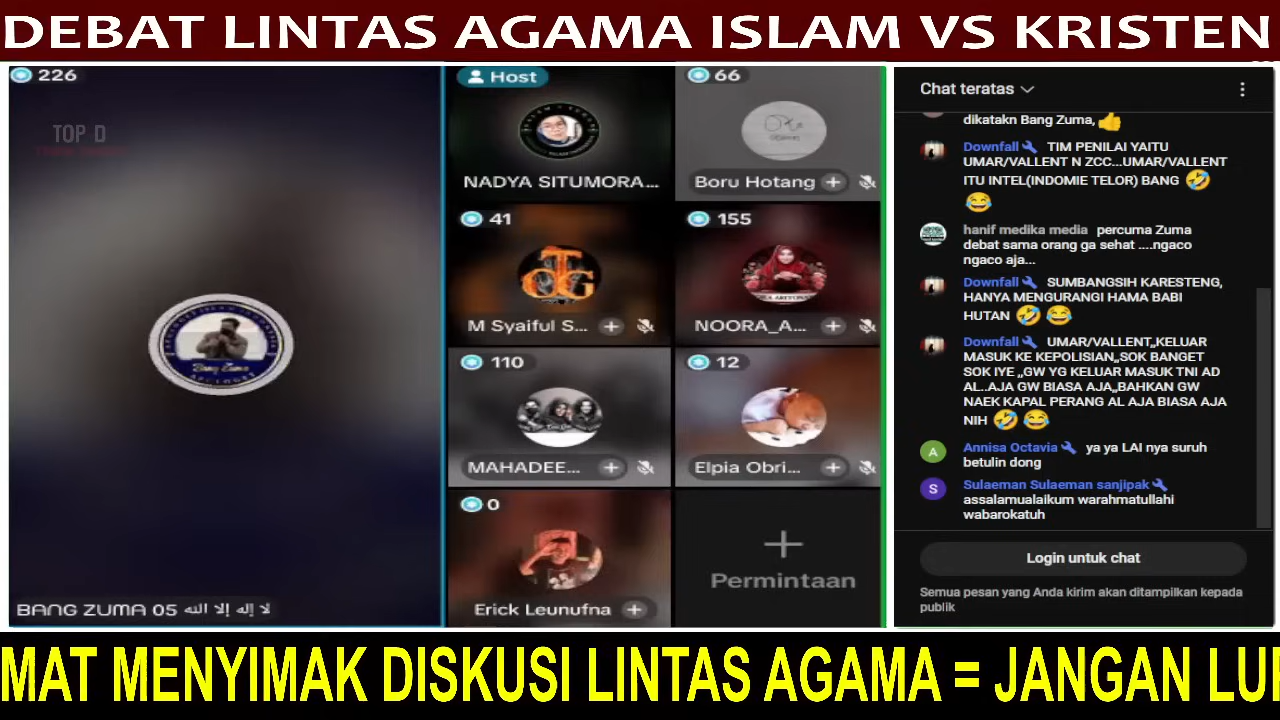 DEBAT LINTAS AGAMA ISLAM VS KRISTEN
226
TOP D
BANG ZUMA 05 لا إله إلا الله
Host
NADYA SITUMORA...
66
Boru Hotang +
41
M Syaiful S... +
155
NOORA_A... +
110
MAHADEE... +
12
Elpia Obri... +
0
Erick Leunufna +
Permintaan
Chat teratas
dikatakn Bang Zuma,👍
Downfall TIM PENILAI YAITU
UMAR/VALLENT N ZCC...UMAR/VALLENT
ITU INTEL(INDOMIE TELOR) BANG 🤣
😂
hanif medika media percuma Zuma
debat sama orang ga sehat ....ngaco
ngaco aja...
Downfall SUMBANGSIH KARESTENG,
HANYA MENGURANGI HAMA BABI
HUTAN 🤣 😂
Downfall UMAR/VALLENT,,KELUAR
MASUK KE KEPOLISIAN,,SOK BANGET
SOK IYE ,,GW YG KELUAR MASUK TNI AD
AL..AJA GW BIASA AJA,,BAHKAN GW
NAEK KAPAL PERANG AL AJA BIASA AJA
NIH 🤣 😂
A
Annisa Octavia ya ya LAI nya suruh
betulin dong
S
Sulaeman Sulaeman sanjipak
assalamualaikum warahmatullahi
wabarokatuh
Login untuk chat
Semua pesan yang Anda kirim akan ditampilkan kepada
publik
MAT MENYIMAK DISKUSI LINTAS AGAMA = JANGAN LUP